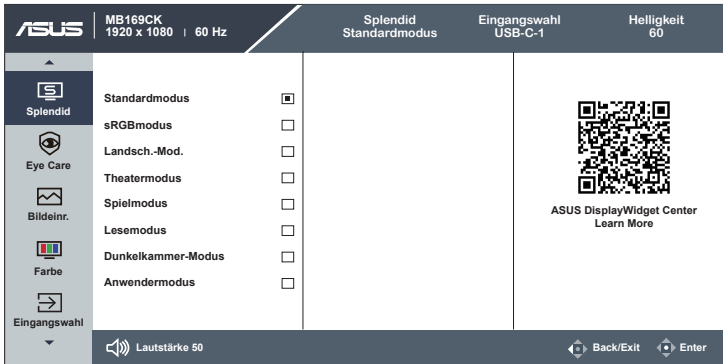 ASUS
MB169CK
1920 x 1080 | 60 Hz
Splendid
Standardmodus
Eingangswahl
USB-C-1
Helligkeit
60
Splendid
Eye Care
Bildeinr.
Farbe
Eingangswahl
Standardmodus
sRGBmodus
Landsch.-Mod.
Theatermodus
Spielmodus
Lesemodus
Dunkelkammer-Modus
Anwendermodus
ASUS DisplayWidget Center
Learn More
Lautstärke 50
Back/Exit
Enter